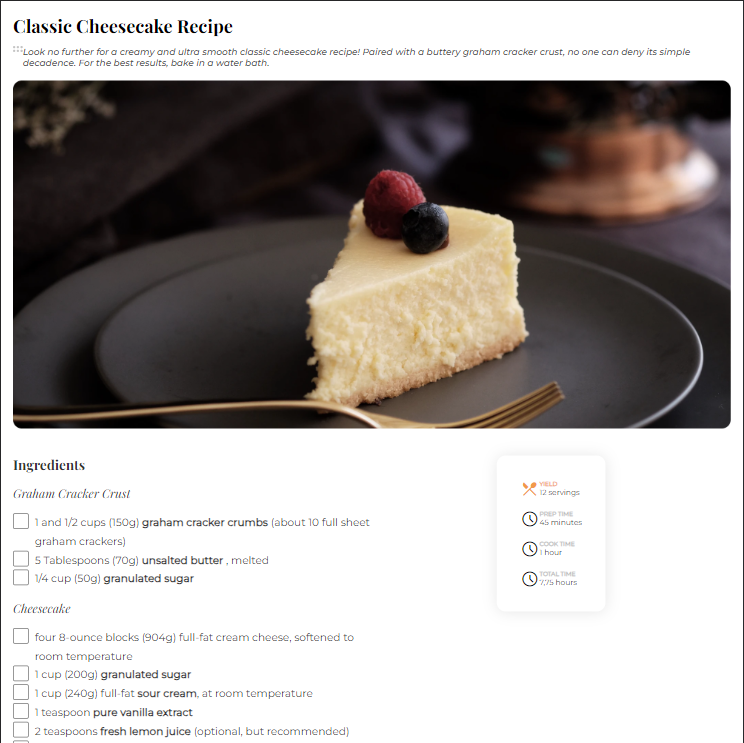 Classic Cheesecake Recipe
Look no further for a creamy and ultra smooth classic cheesecake recipe! Paired with a buttery graham cracker crust, no one can deny its simple
decadence. For the best results, bake in a water bath.
Ingredients
Graham Cracker Crust
1 and 1/2 cups (150g) graham cracker crumbs (about 10 full sheet
graham crackers)
5 Tablespoons (70g) unsalted butter , melted
1/4 cup (50g) granulated sugar
Cheesecake
four 8-ounce blocks (904g) full-fat cream cheese, softened to
room temperature
1 cup (200g) granulated sugar
1 cup (240g) full-fat sour cream, at room temperature
1 teaspoon pure vanilla extract
2 teaspoons fresh lemon juice (optional, but recommended)
YIELD
12 servings
PREP TIME
45 minutes
COOK TIME
1 hour
TOTAL TIME
7.75 hours